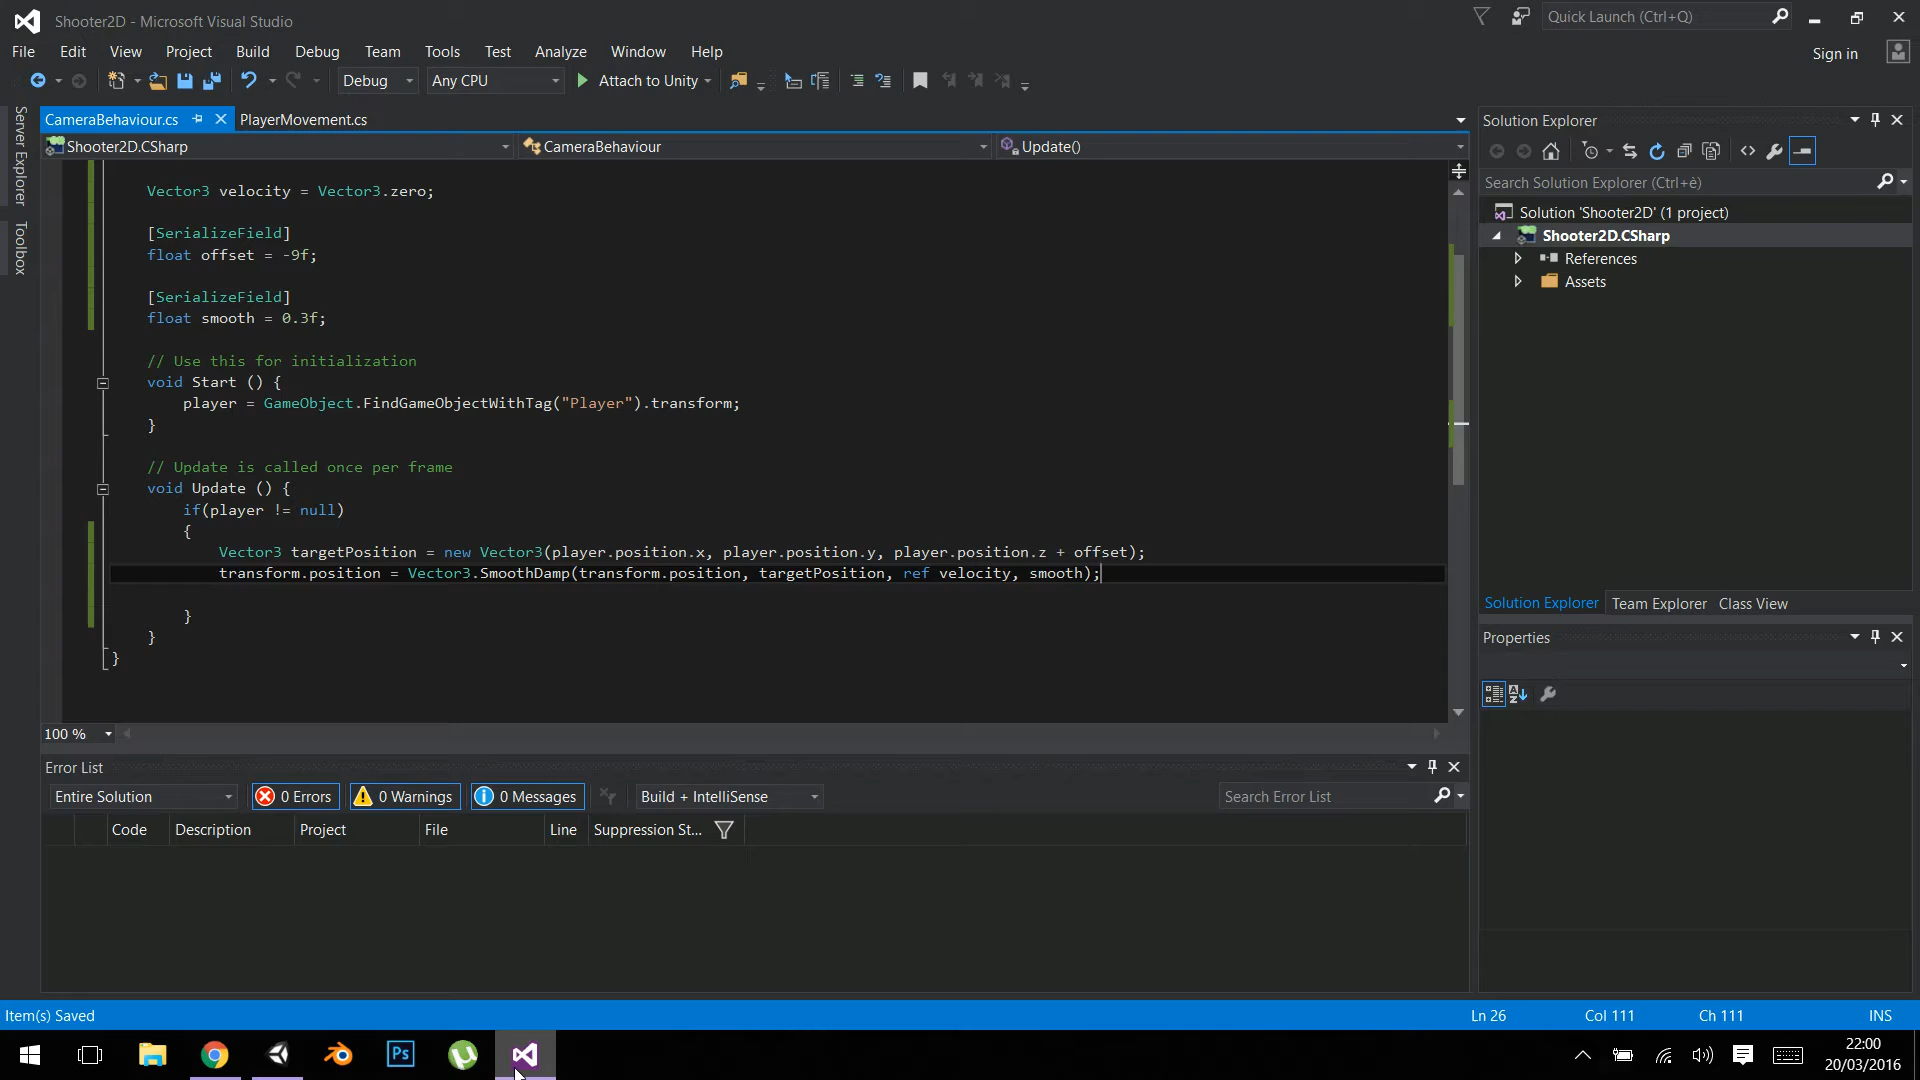 Shooter2D - Microsoft Visual Studio
Quick Launch (Ctrl+Q)
File Edit View Project Build Debug Team Tools Test Analyze Window Help
Sign in
Debug Any CPU Attach to Unity
Server Explorer
Toolbox
CameraBehaviour.cs PlayerMovement.cs
Shooter2D.CSharp CameraBehaviour Update()
Vector3 velocity = Vector3.zero;
[SerializeField]
float offset = -9f;
[SerializeField]
float smooth = 0.3f;
// Use this for initialization
void Start () {
player = GameObject.FindGameObjectWithTag("Player").transform;
}
// Update is called once per frame
void Update () {
if(player != null)
{
Vector3 targetPosition = new Vector3(player.position.x, player.position.y, player.position.z + offset);
transform.position = Vector3.SmoothDamp(transform.position, targetPosition, ref velocity, smooth);
}
}
}
100 %
Solution Explorer
Search Solution Explorer (Ctrl+è)
Solution 'Shooter2D' (1 project)
Shooter2D.CSharp
References
Assets
Solution Explorer Team Explorer Class View
Properties
Error List
Entire Solution 0 Errors 0 Warnings 0 Messages Build + IntelliSense Search Error List
Code Description Project File Line Suppression St...
Item(s) Saved Ln 26 Col 111 Ch 111 INS
Ps
22:00
20/03/2016